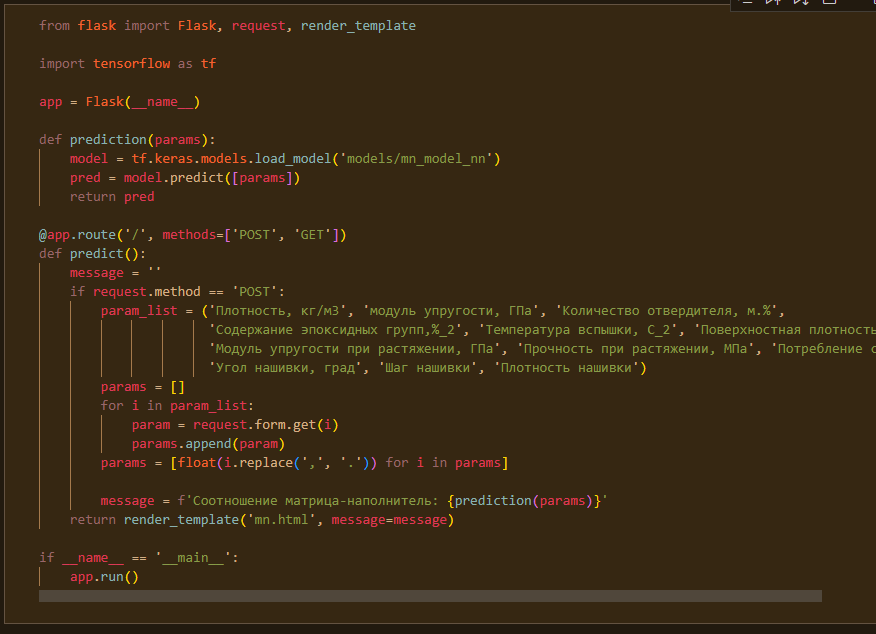 from flask import Flask, request, render_template
import tensorflow as tf
app = Flask(__name__)
def prediction(params):
model = tf.keras.models.load_model('models/mn_model_nn')
pred = model.predict([params])
return pred
@app.route('/', methods=['POST', 'GET'])
def predict():
message = ''
if request.method == 'POST':
param_list = ('Плотность, кг/м3', 'модуль упругости, ГПа', 'Количество отвердителя, м.%',
'Содержание эпоксидных групп,%_2', 'Температура вспышки, С_2', 'Поверхностная плотность
'Модуль упругости при растяжении, ГПа', 'Прочность при растяжении, МПа', 'Потребление
'Угол нашивки, град', 'Шаг нашивки', 'Плотность нашивки')
params = []
for i in param_list:
param = request.form.get(i)
params.append(param)
params = [float(i.replace(',', '.')) for i in params]
message = f'Соотношение матрица-наполнитель: {prediction(params)}'
return render_template('mn.html', message=message)
if __name__ == '__main__':
app.run()